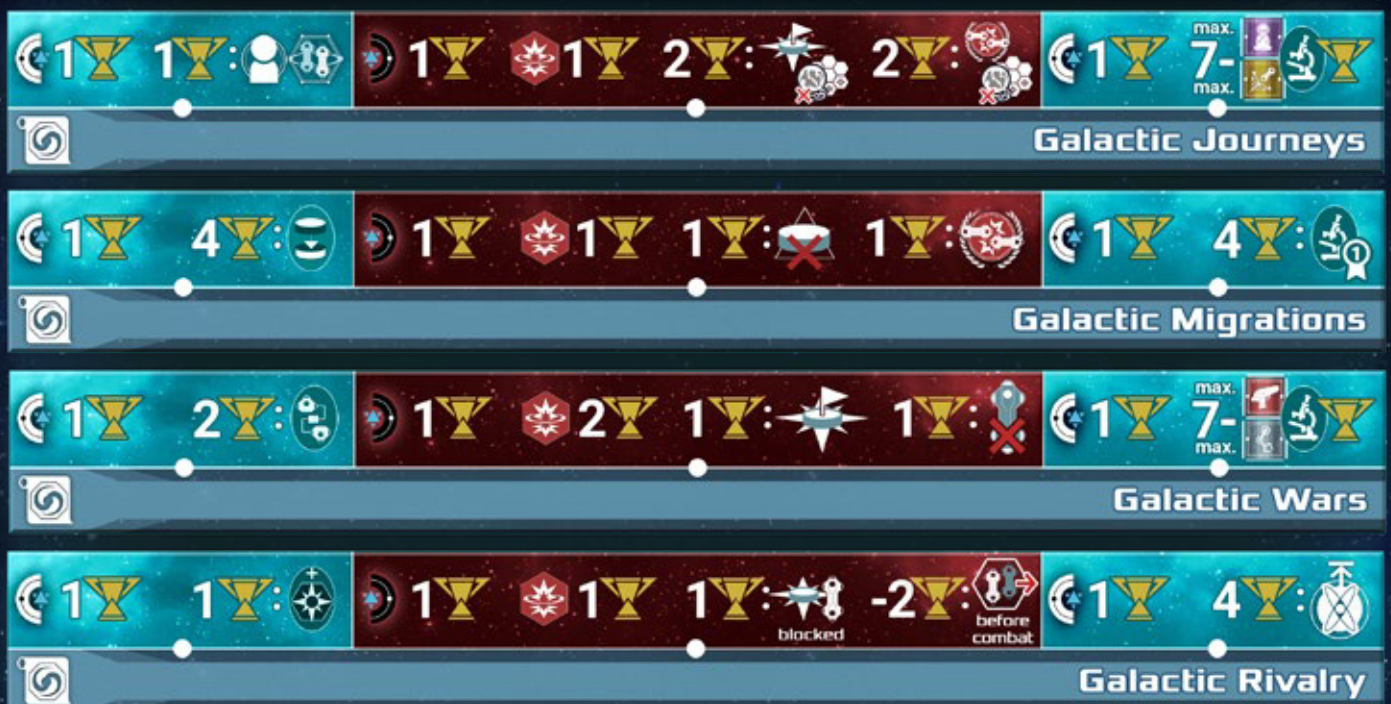 1 1 : 1 1 2 : 2 : 1 max. 7- max.
Galactic Journeys
1 4 : 1 1 1 : 1 : 1 4 : 1
Galactic Migrations
1 2 : 1 2 1 : 1 : 1 max. 7- max.
Galactic Wars
1 1 : + 1 1 1 : blocked -2 : before combat 1 4 :
Galactic Rivalry